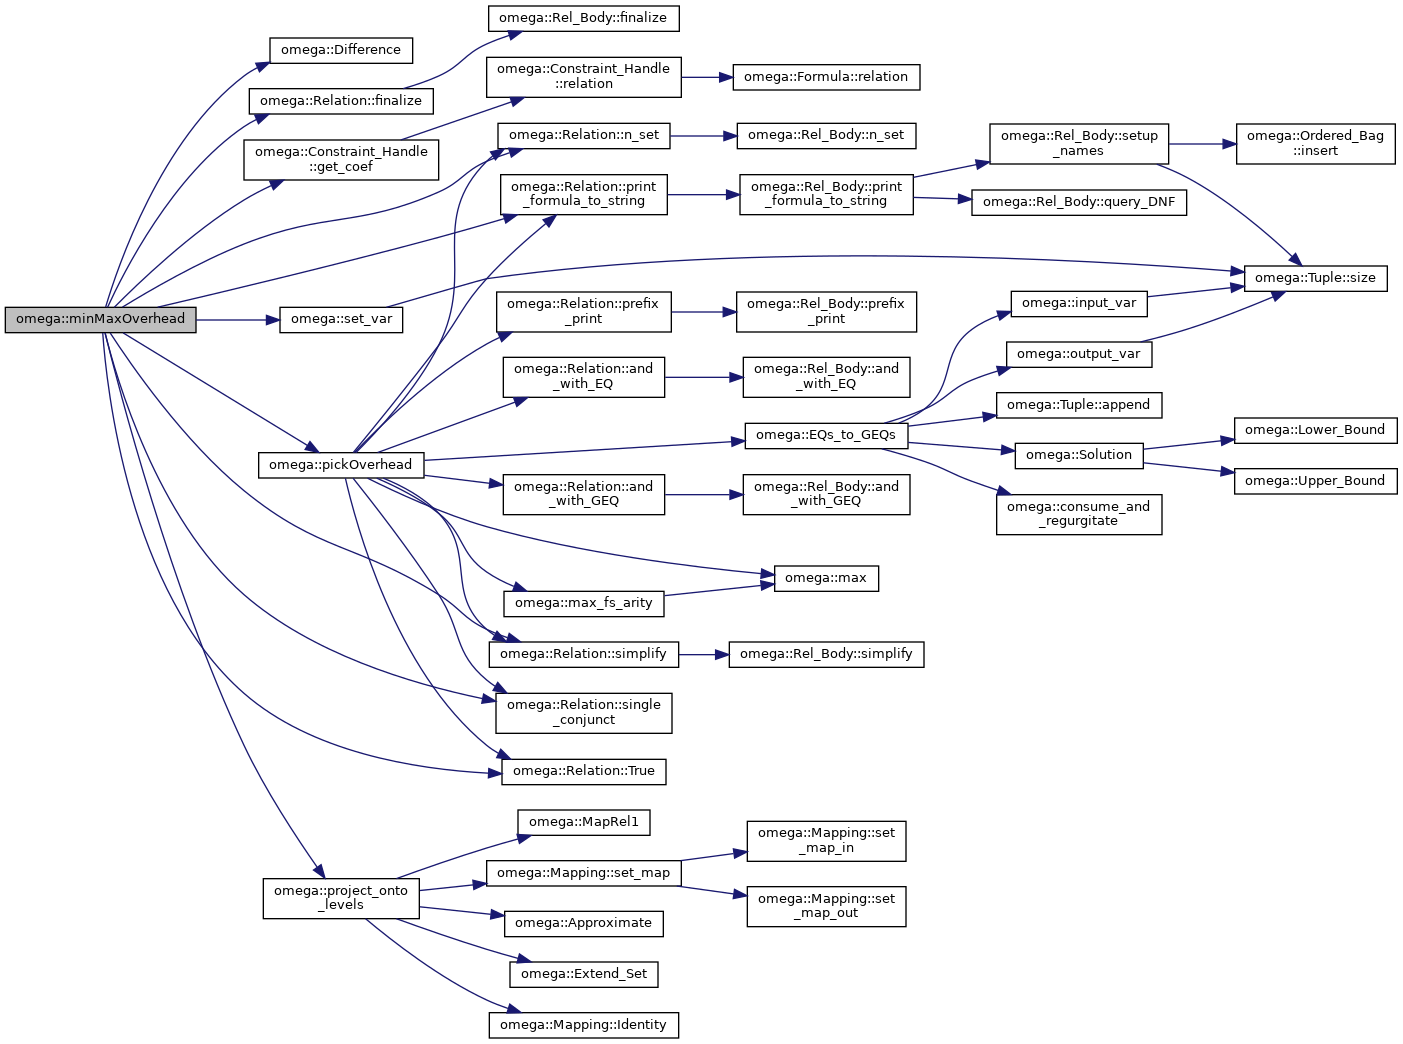 omega::minMaxOverhead
omega::Difference
omega::Relation::finalize
omega::Rel_Body::finalize
omega::Constraint_Handle
::get_coef
omega::Constraint_Handle
::relation
omega::Formula::relation
omega::Relation::n_set
omega::Rel_Body::n_set
omega::Relation::print
_formula_to_string
omega::Rel_Body::print
_formula_to_string
omega::Rel_Body::setup
_names
omega::Ordered_Bag
::insert
omega::Rel_Body::query_DNF
omega::Tuple::size
omega::set_var
omega::pickOverhead
omega::Relation::prefix
_print
omega::Rel_Body::prefix
_print
omega::Relation::and
_with_EQ
omega::Rel_Body::and
_with_EQ
omega::EQs_to_GEQs
omega::input_var
omega::output_var
omega::Tuple::append
omega::Solution
omega::Lower_Bound
omega::Upper_Bound
omega::consume_and
_regurgitate
omega::Relation::and
_with_GEQ
omega::Rel_Body::and
_with_GEQ
omega::max
omega::max_fs_arity
omega::Relation::simplify
omega::Rel_Body::simplify
omega::Relation::single
_conjunct
omega::Relation::True
omega::project_onto
_levels
omega::MapRel1
omega::Mapping::set_map
omega::Mapping::set
_map_in
omega::Mapping::set
_map_out
omega::Approximate
omega::Extend_Set
omega::Mapping::Identity